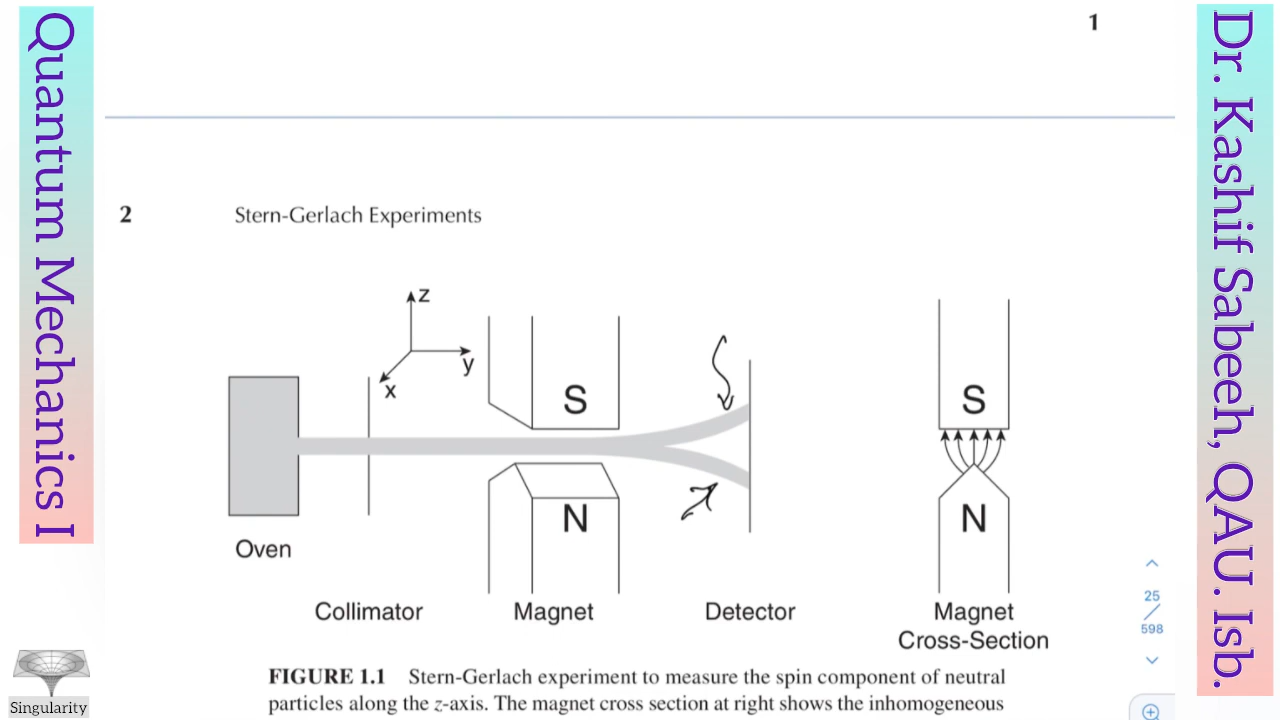 Quantum Mechanics I
Dr. Kashif Sabeeh, QAU. Isb.
1
2 Stern-Gerlach Experiments
z
y
x
S
S
N
N
Oven
Collimator Magnet Detector Magnet
Cross-Section
25
/
598
FIGURE 1.1 Stern-Gerlach experiment to measure the spin component of neutral
particles along the z-axis. The magnet cross section at right shows the inhomogeneous
Singularity